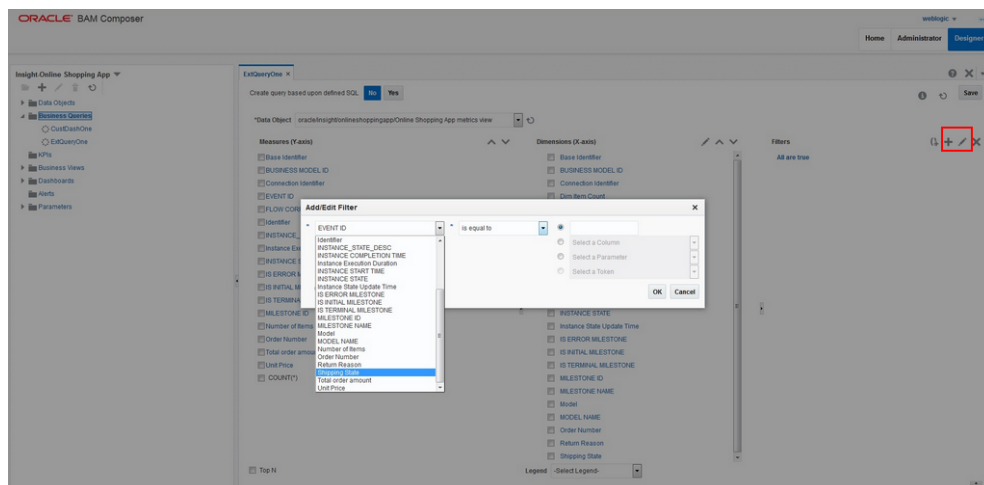 ORACLE BAM Composer
weblogic
Home Administrator Designer
Insight-Online Shopping App
Data Objects
Business Queries
CustDashOne
ExtQueryOne
KPIs
Business Views
Dashboards
Alerts
Parameters
ExtQueryOne
Create query based upon defined SQL No Yes
Save
*Data Object oracle/insight/onlineshoppingapp/Online Shopping App metrics view
Measures (Y-axis)
Base Identifier
BUSINESS MODEL ID
Connection Identifier
EVENT ID
FLOW
Identifier
INSTANCE_
Instance
INSTANCE
IS ERROR
IS INITIAL
IS TERMINA
MILESTONE ID
Number of Items
Order Number
Total order amou
Unit Price
COUNT(*)
Top N
Dimensions (X-axis)
Base Identifier
BUSINESS MODEL ID
Connection Identifier
Dim Item Count
INSTANCE STATE
Instance State Update Time
IS ERROR MILESTONE
IS INITIAL MILESTONE
IS TERMINAL MILESTONE
MILESTONE ID
MILESTONE NAME
Model
MODEL NAME
Order Number
Return Reason
Shipping State
Legend -Select Legend-
Filters
All are true
Add/Edit Filter
* EVENT ID * is equal to
Select a Column
Select a Parameter
Select a Token
OK Cancel
Identifier
INSTANCE_STATE_DESC
INSTANCE COMPLETION TIME
Instance Execution Duration
INSTANCE START TIME
INSTANCE STATE
Instance State Update Time
IS ERROR MILESTONE
IS INITIAL MILESTONE
IS TERMINAL MILESTONE
MILESTONE ID
MILESTONE NAME
Model
MODEL NAME
Number of Items
Order Number
Return Reason
Shipping State
Total order amount
Unit Price